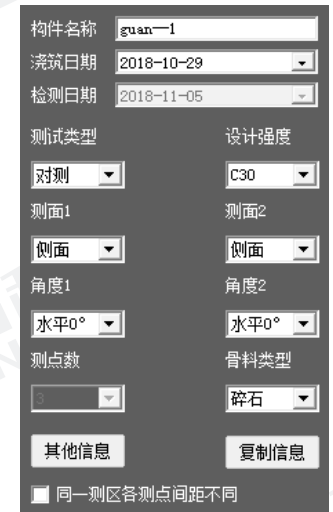 构件名称 guan—1
浇筑日期 2018-10-29
检测日期 2018-11-05
测试类型 设计强度
对测 C30
测面1 测面2
侧面 侧面
角度1 角度2
水平0° 水平0°
测点数 骨料类型
3 碎石
其他信息 复制信息
同一测区各测点间距不同